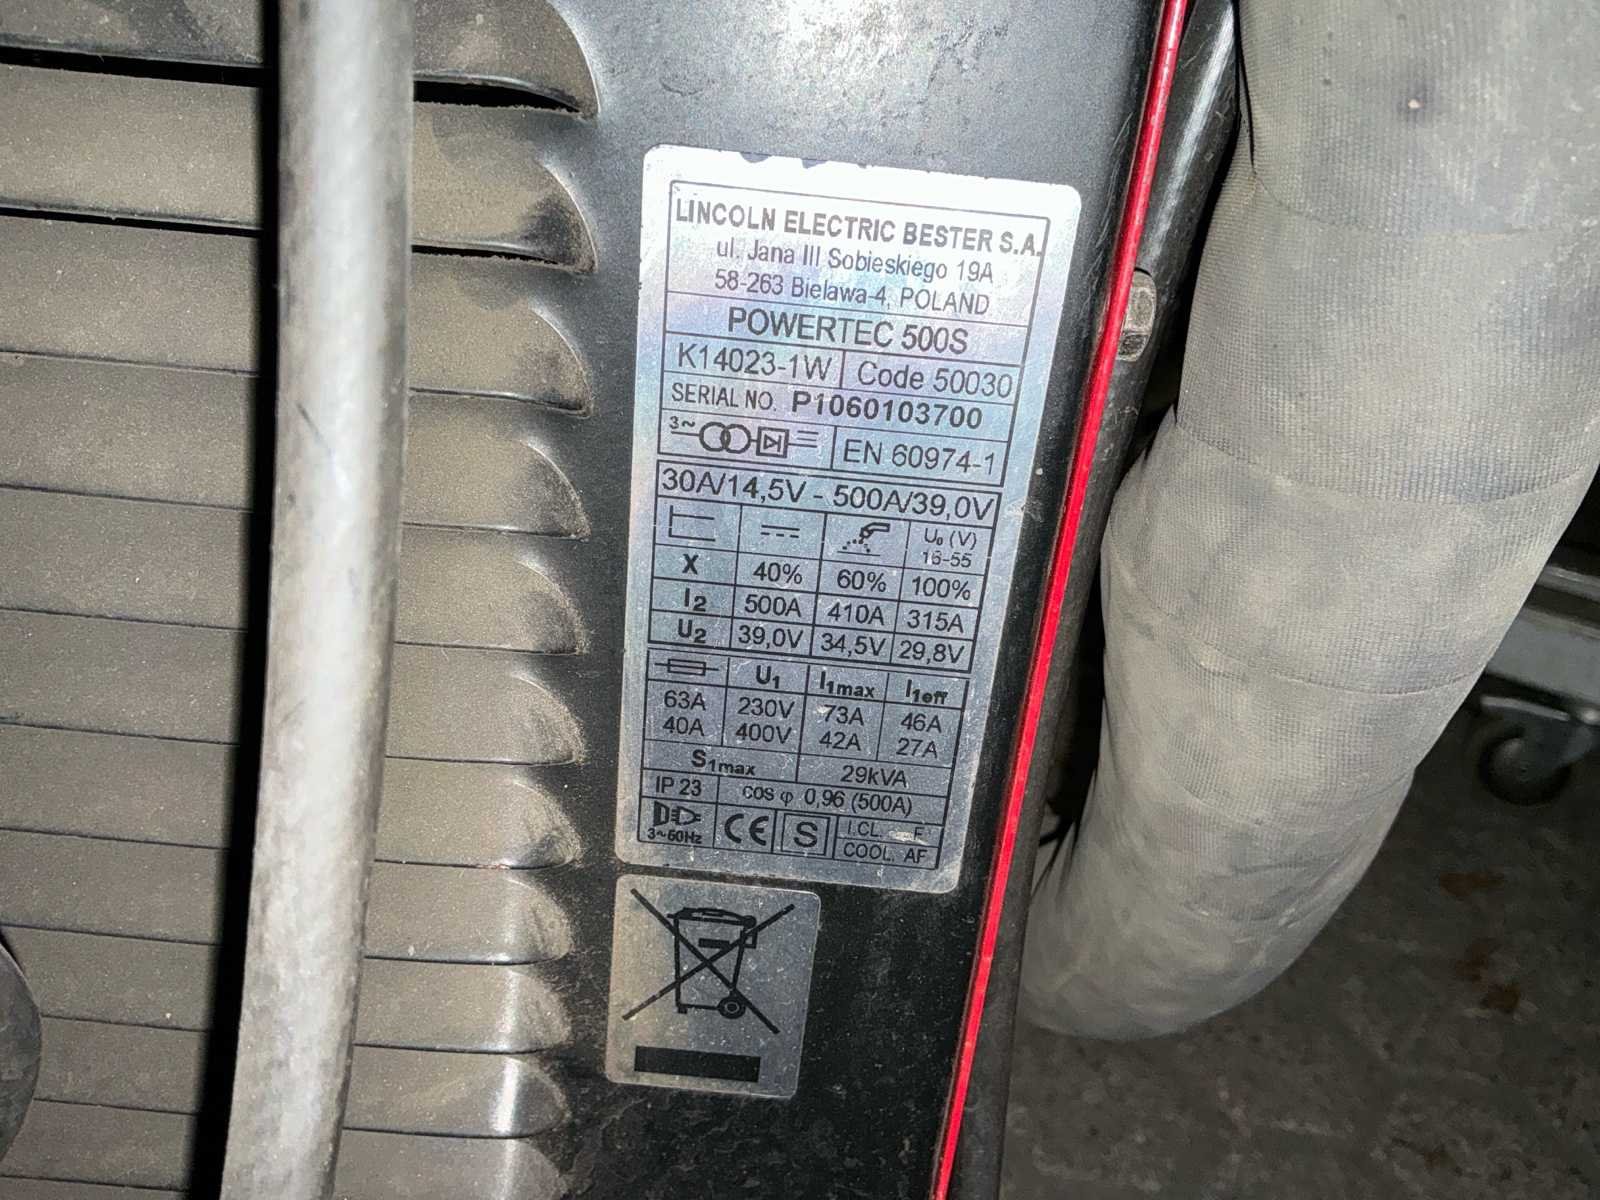 LINCOLN ELECTRIC BESTER S.A.
ul. Jana III Sobieskiego 19A
58-263 Bielawa-4, POLAND
POWERTEC 500S
K14023-1W Code 50030
SERIAL NO. P1060103700
3~ EN 60974-1
30A/14,5V - 500A/39,0V
U₀ (V)
16-55
X 40% 60% 100%
I₂ 500A 410A 315A
U₂ 39,0V 34,5V 29,8V
U₁ I₁max I₁eff
63A 230V 73A 46A
40A 400V 42A 27A
S₁max 29kVA
IP 23 cos φ 0,96 (500A)
3~50Hz CE S I.CL. F
COOL. AF